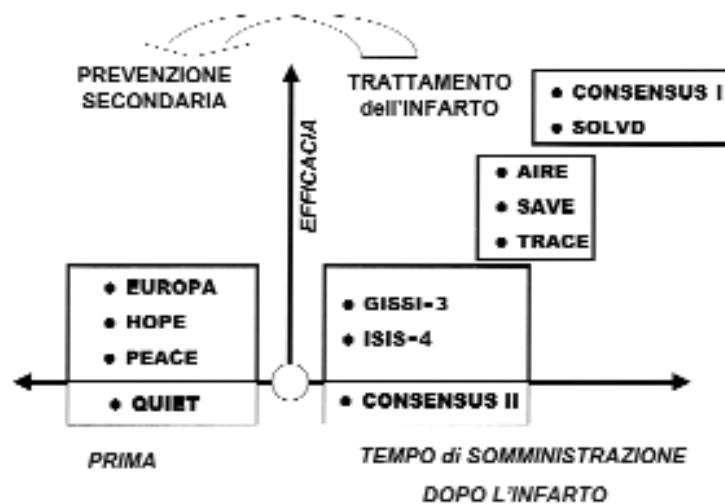 PREVENZIONE
SECONDARIA
TRATTAMENTO
dell'INFARTO
EFFICACIA
• CONSENSUS I
• SOLVD
• AIRE
• SAVE
• TRACE
• EUROPA
• HOPE
• PEACE
• QUIET
• GISSI-3
• ISIS-4
• CONSENSUS II
PRIMA
TEMPO di SOMMINISTRAZIONE
DOPO L'INFARTO